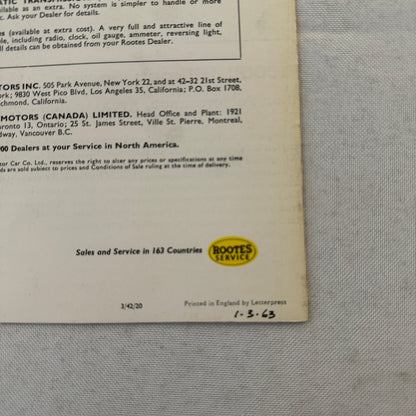 ailable as an extra. No system is simpler to handle or more
c. Ask your Dealer for details.
es (available at extra cost). A very full and attractive line of
ble, including radio, clock, oil gauge, ammeter, reversing light,
ll details can be obtained from your Rootes Dealer.
TORS INC. 505 Park Avenue, New York 22, and at 42–32 21st Street,
ork; 9830 West Pico Blvd, Los Angeles 35, California; P.O. Box 1708,
ichmond, California.
MOTORS (CANADA) LIMITED. Head Office and Plant: 1921
oronto 13, Ontario; 25 St. James Street, Ville St. Pierre, Montreal,
dway, Vancouver B.C.
00 Dealers at your Service in North America.
tor Car Co. Ltd., reserves the right to alter any prices or specifications at any time
ds are sold subject to prices and Conditions of Sale ruling at the time of delivery.
Sales and Service in 163 Countries
ROOTES
SERVICE
3/42/20
Printed in England by Letterpress
1-3-63